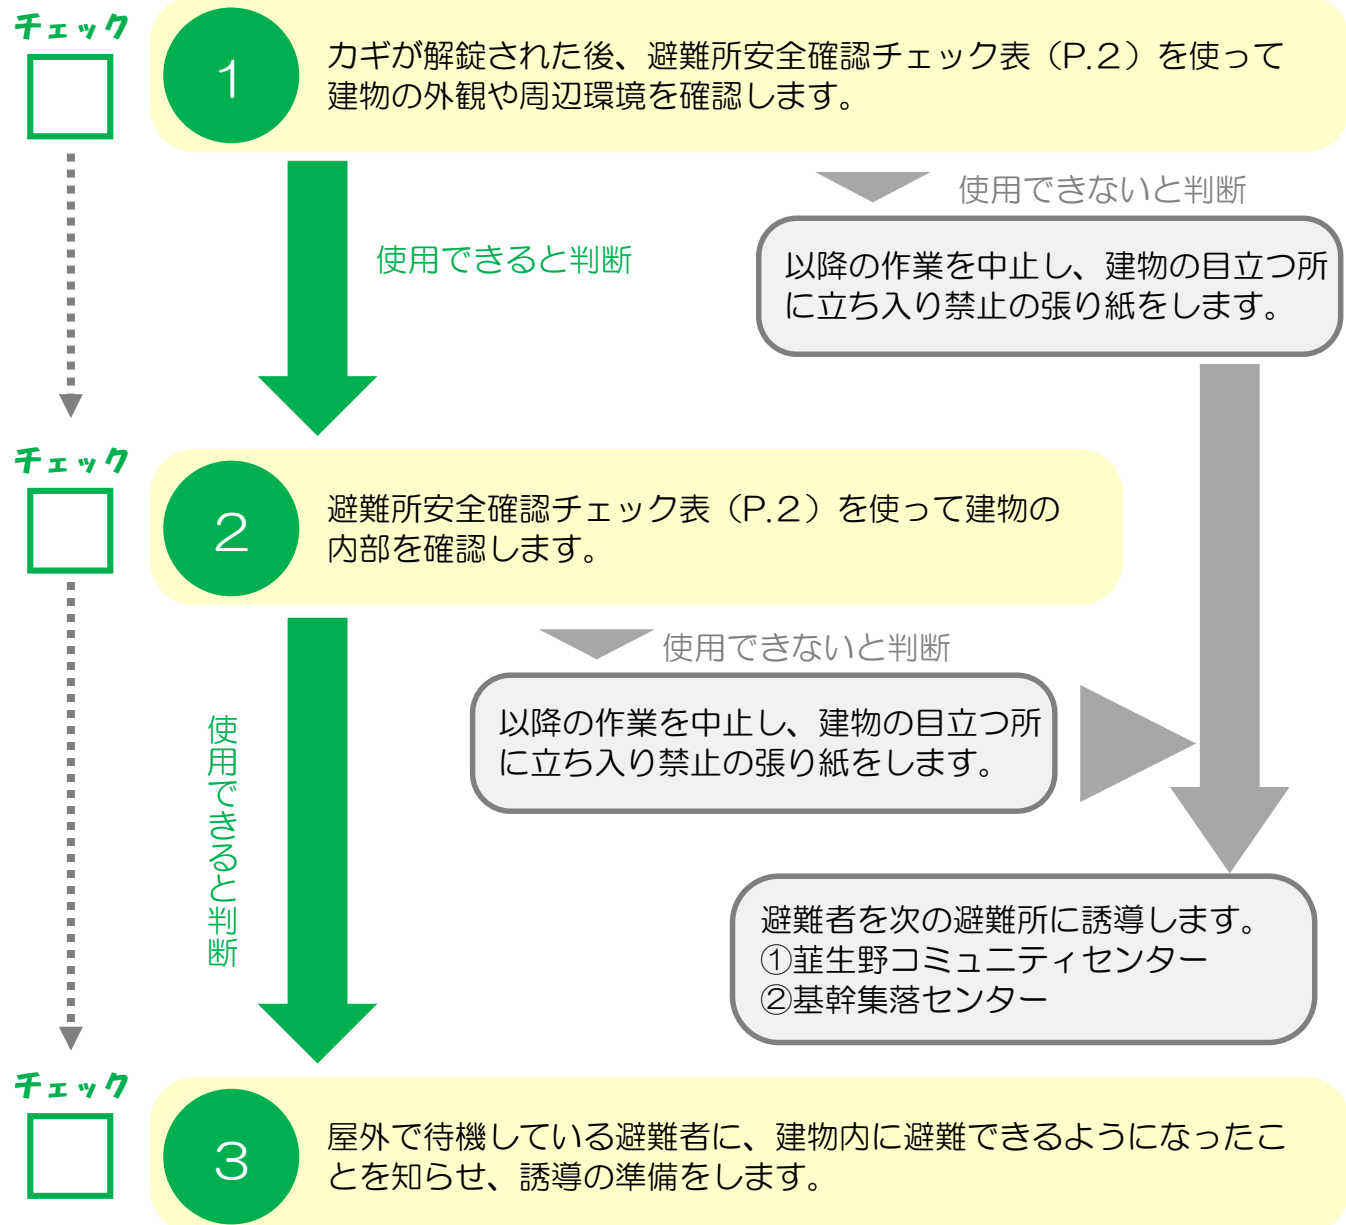 チェック
1
カギが解錠された後、避難所安全確認チェック表（P.2）を使って
建物の外観や周辺環境を確認します。
使用できないと判断
使用できると判断
以降の作業を中止し、建物の目立つ所
に立ち入り禁止の張り紙をします。
チェック
2
避難所安全確認チェック表（P.2）を使って建物の
内部を確認します。
使用できないと判断
使用できると判断
以降の作業を中止し、建物の目立つ所
に立ち入り禁止の張り紙をします。
避難者を次の避難所に誘導します。
①韮生野コミュニティセンター
②基幹集落センター
チェック
3
屋外で待機している避難者に、建物内に避難できるようになったこ
とを知らせ、誘導の準備をします。